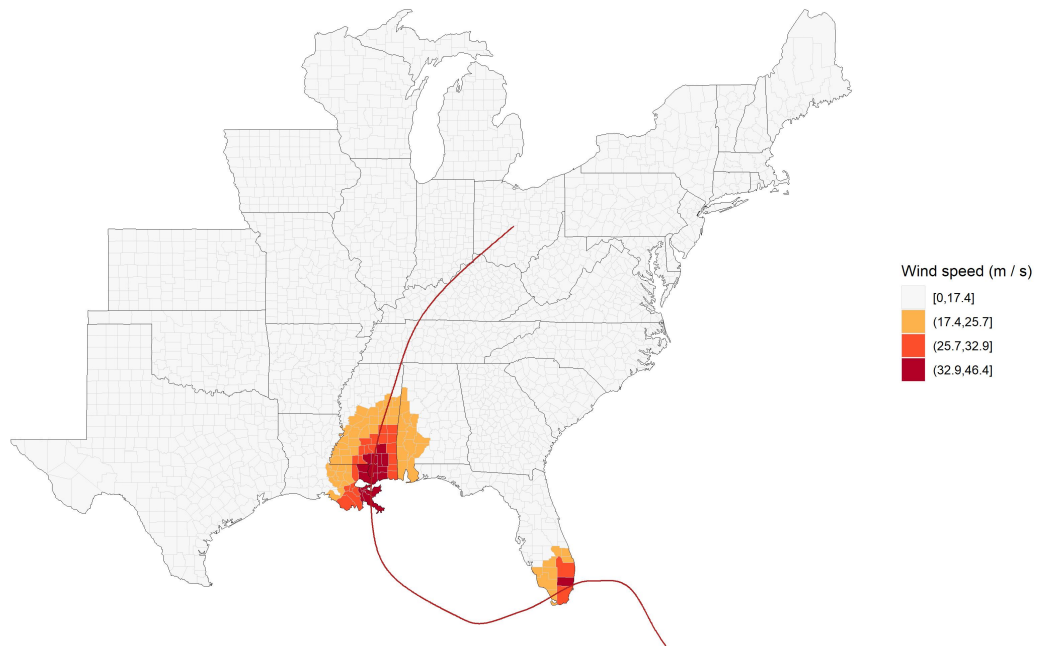 Wind speed (m / s)
[0,17.4]
(17.4,25.7]
(25.7,32.9]
(32.9,46.4]